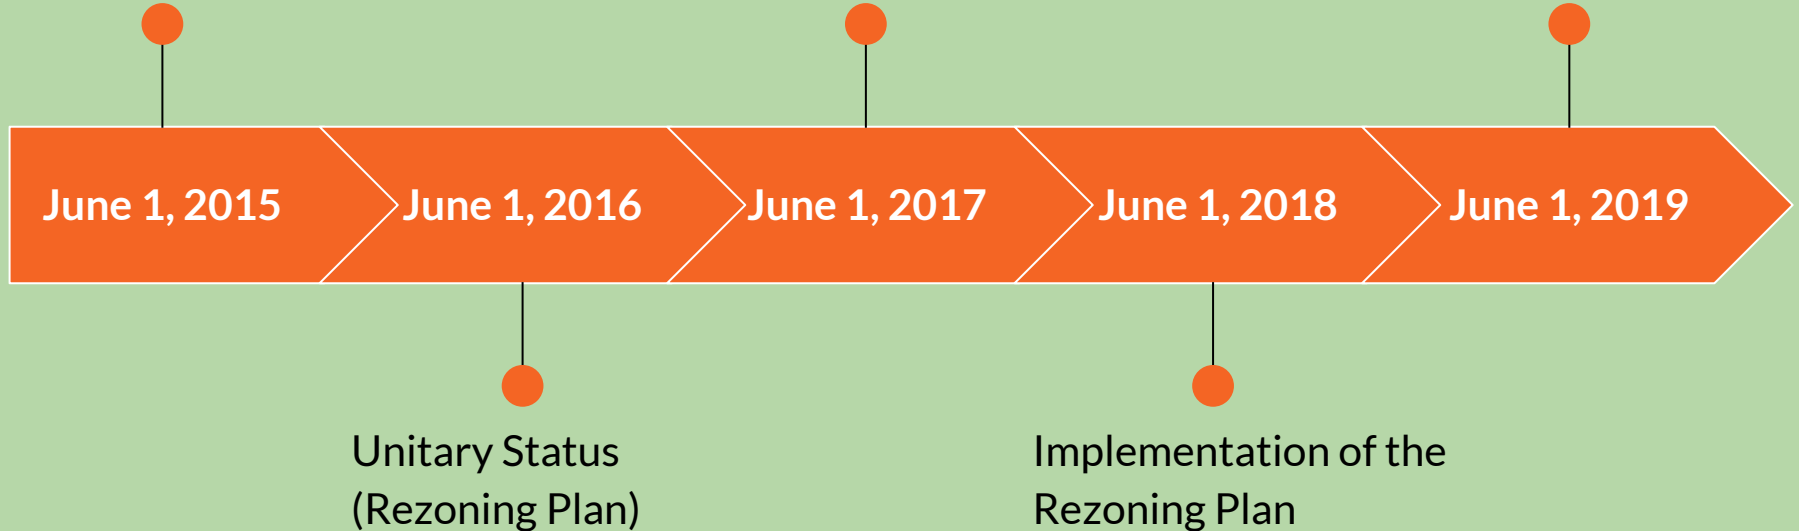 June 1, 2015
June 1, 2016
June 1, 2017
June 1, 2018
June 1, 2019
Unitary Status
(Rezoning Plan)
Implementation of the
Rezoning Plan